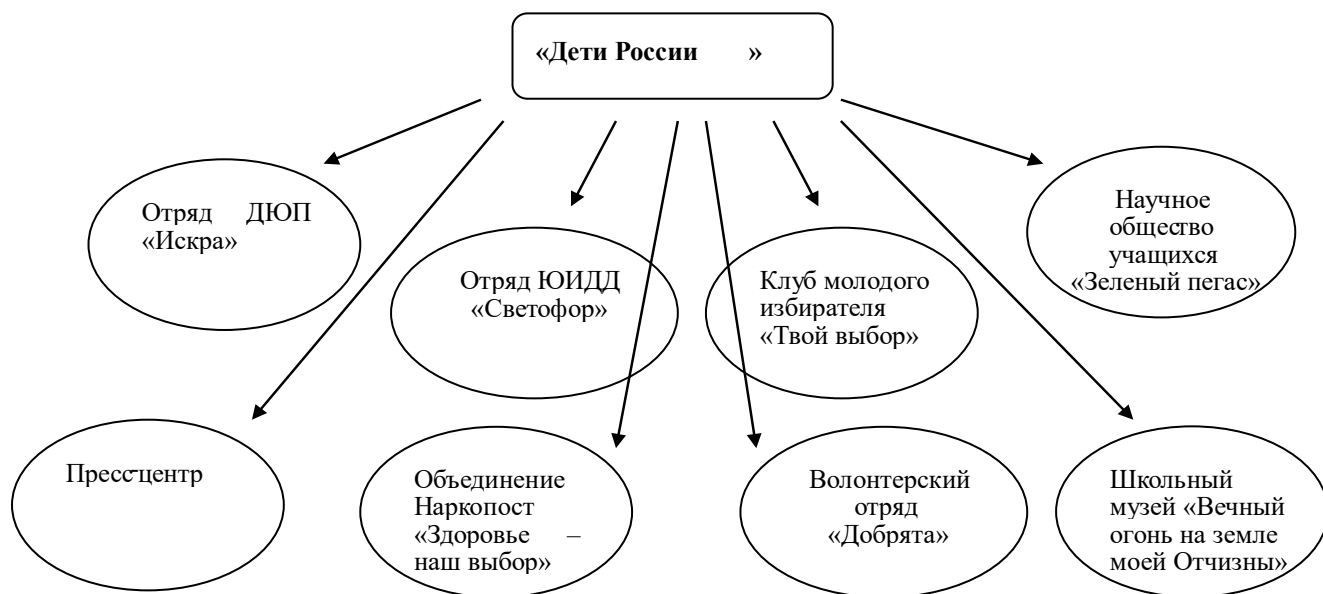 «Дети России »
Отряд ДЮП
«Искра»
Отряд ЮИДД
«Светофор»
Клуб молодого
избирателя
«Твой выбор»
Научное
общество
учащихся
«Зеленый пегас»
Пресс-центр
Объединение
Наркопост
«Здоровье –
наш выбор»
Волонтерский
отряд
«Добрята»
Школьный
музей «Вечный
огонь на земле
моей Отчизны»